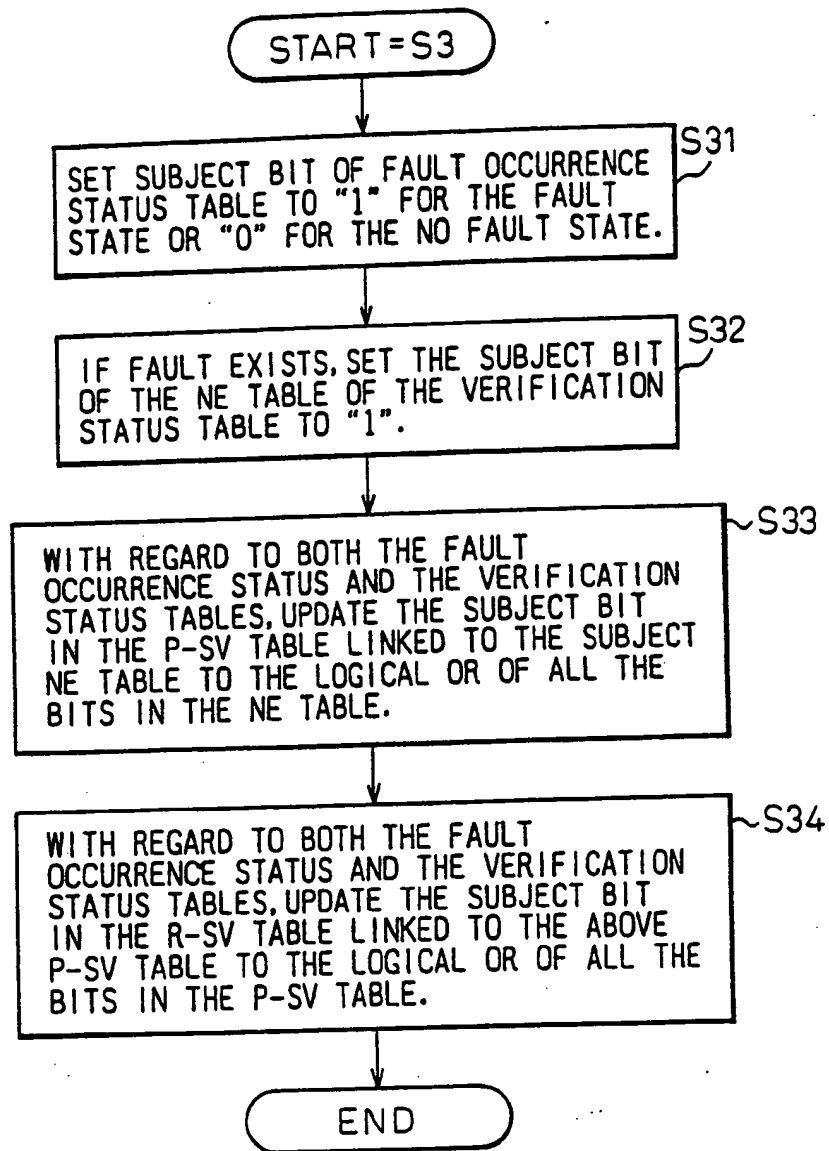 START=S3
S31
SET SUBJECT BIT OF FAULT OCCURRENCE
STATUS TABLE TO "1" FOR THE FAULT
STATE OR "0" FOR THE NO FAULT STATE.
S32
IF FAULT EXISTS, SET THE SUBJECT BIT
OF THE NE TABLE OF THE VERIFICATION
STATUS TABLE TO "1".
S33
WITH REGARD TO BOTH THE FAULT
OCCURRENCE STATUS AND THE VERIFICATION
STATUS TABLES, UPDATE THE SUBJECT BIT
IN THE P-SV TABLE LINKED TO THE SUBJECT
NE TABLE TO THE LOGICAL OR OF ALL THE
BITS IN THE NE TABLE.
S34
WITH REGARD TO BOTH THE FAULT
OCCURRENCE STATUS AND THE VERIFICATION
STATUS TABLES, UPDATE THE SUBJECT BIT
IN THE R-SV TABLE LINKED TO THE ABOVE
P-SV TABLE TO THE LOGICAL OR OF ALL THE
BITS IN THE P-SV TABLE.
END